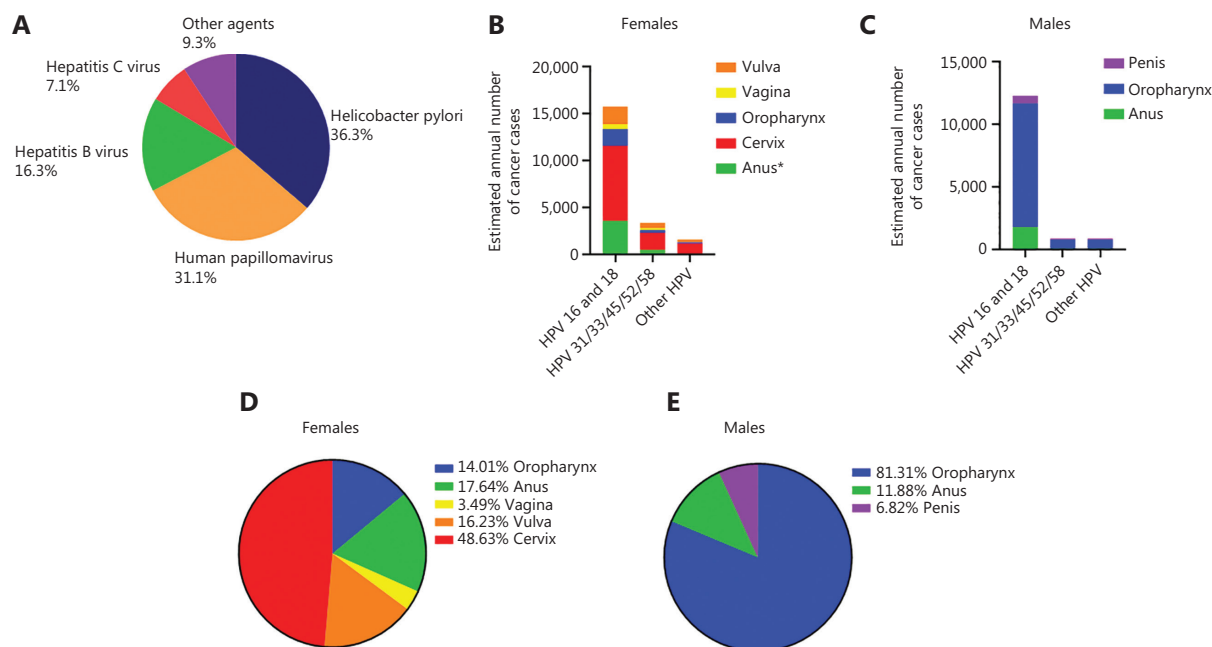 A
Other agents
9.3%
Hepatitis C virus
7.1%
Helicobacter pylori
36.3%
Hepatitis B virus
16.3%
Human papillomavirus
31.1%
B
Females
Estimated annual number
of cancer cases
20,000
15,000
10,000
5,000
0
Vulva
Vagina
Oropharynx
Cervix
Anus*
HPV 16 and 18
HPV 31/33/45/52/58
Other HPV
C
Males
Estimated annual number
of cancer cases
15,000
10,000
5,000
0
Penis
Oropharynx
Anus
HPV 16 and 18
HPV 31/33/45/52/58
Other HPV
D
Females
14.01% Oropharynx
17.64% Anus
3.49% Vagina
16.23% Vulva
48.63% Cervix
E
Males
81.31% Oropharynx
11.88% Anus
6.82% Penis